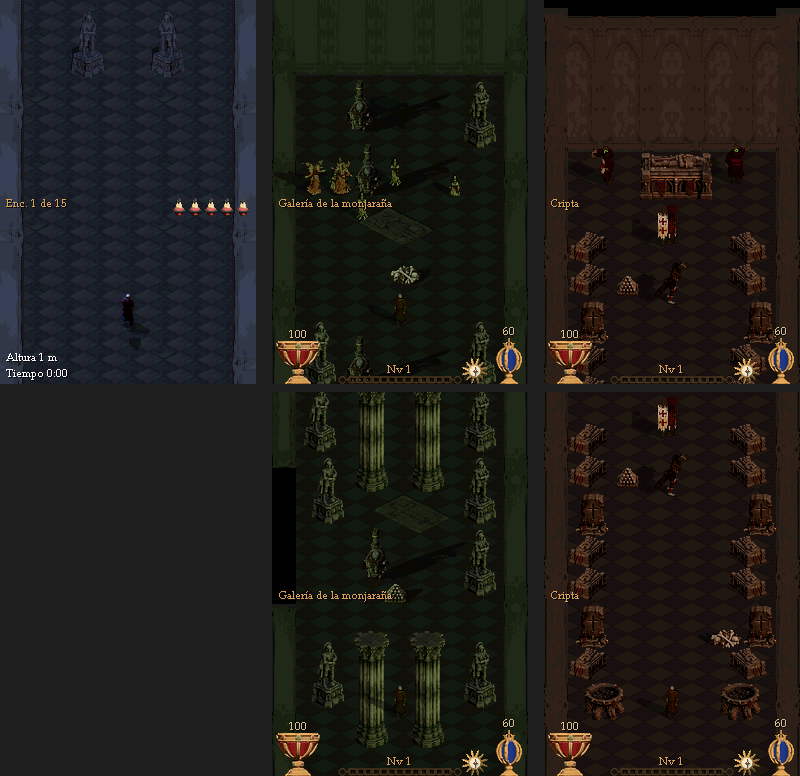 Enc. 1 de 15
Altura 1 m
Tiempo 0:00
Galería de la monjaraña
100
60
Nv 1
Cripta
100
60
Nv 1
Galería de la monjaraña
100
60
Nv 1
Cripta
100
60
Nv 1